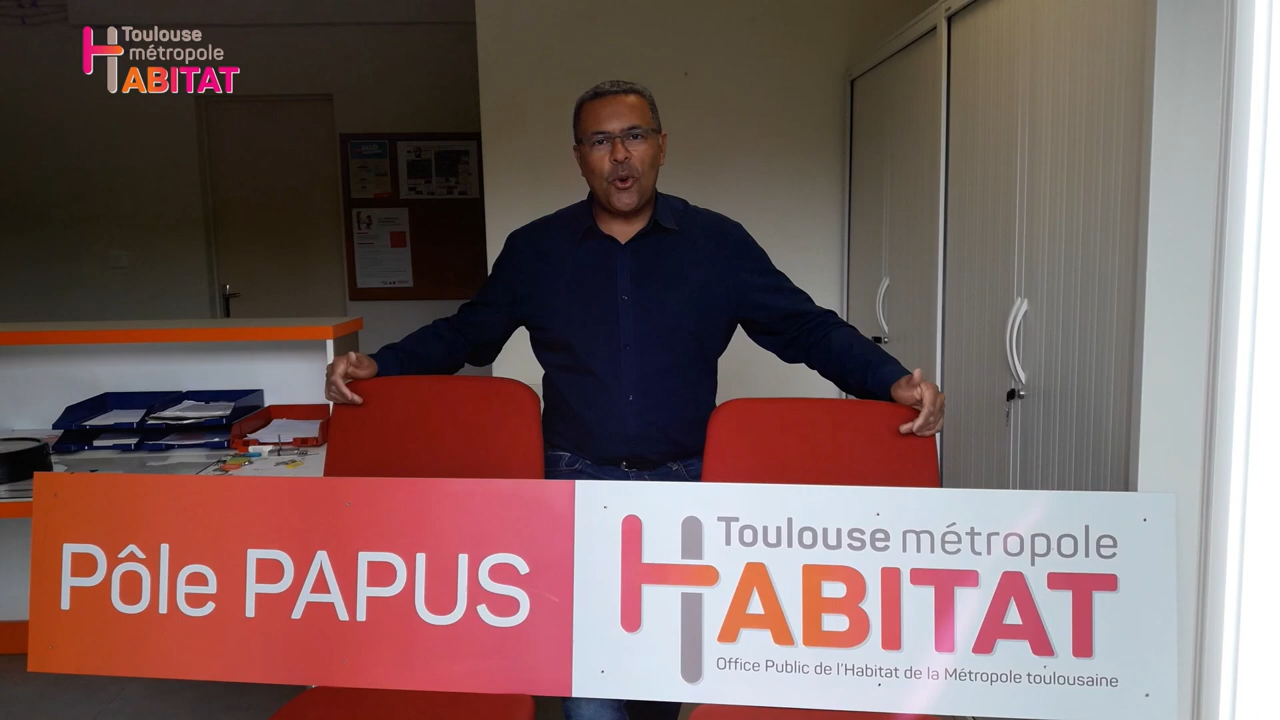 Toulouse
métropole
HABITAT
Pôle PAPUS
Toulouse métropole
HABITAT
Office Public de l'Habitat de la Métropole toulousaine